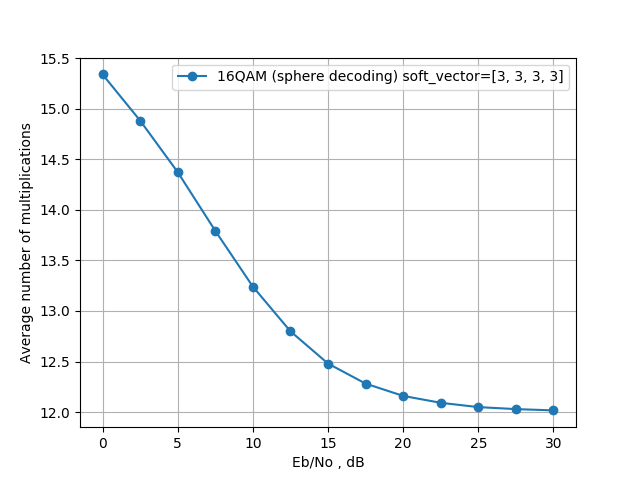 16QAM (sphere decoding) soft_vector=[3, 3, 3, 3]
Average number of multiplications
15.5
15.0
14.5
14.0
13.5
13.0
12.5
12.0
0 5 10 15 20 25 30
Eb/No , dB